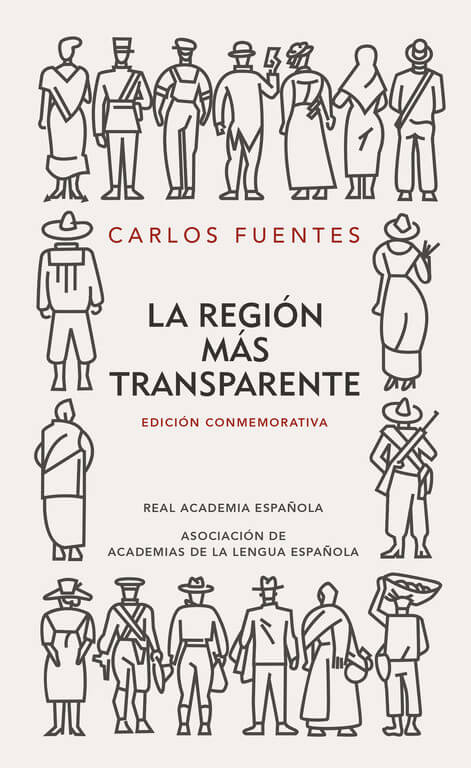 CARLOS FUENTES
LA REGIÓN
MÁS
TRANSPARENTE
EDICIÓN CONMEMORATIVA
REAL ACADEMIA ESPAÑOLA
ASOCIACIÓN DE
ACADEMIAS DE LA LENGUA ESPAÑOLA